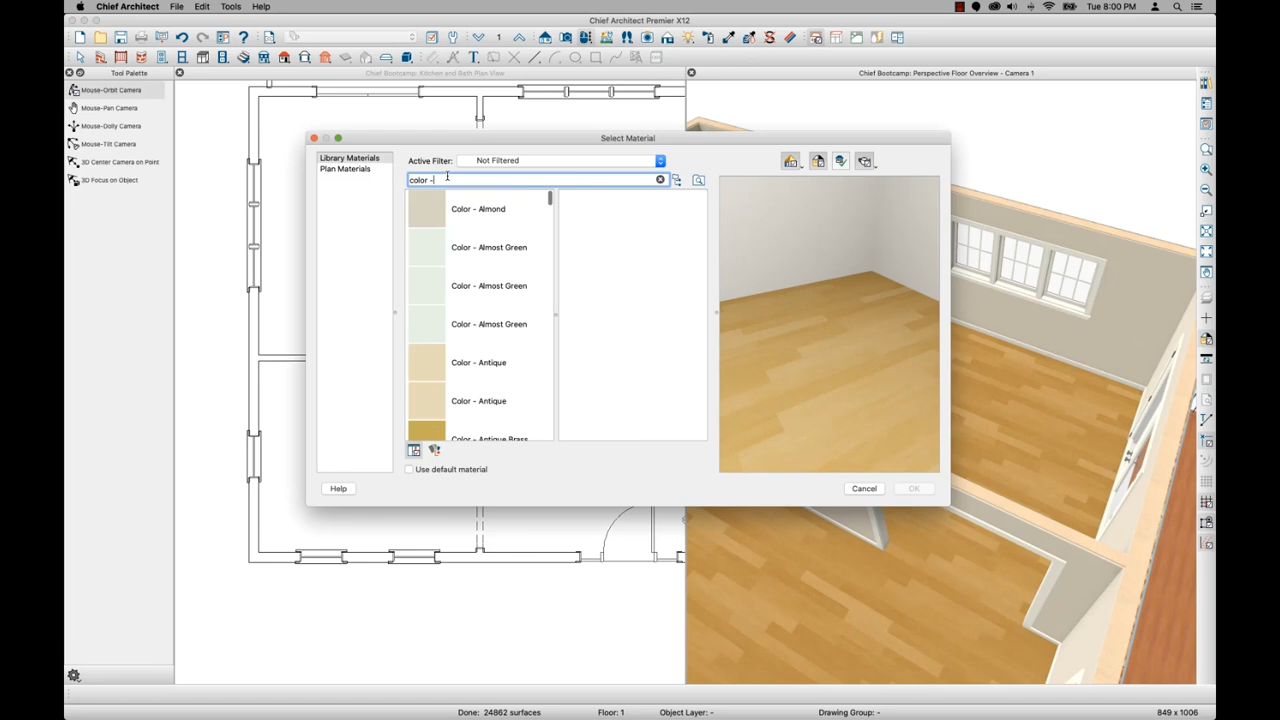 Chief Architect File Edit Tools Help
Tue 8:00 PM
Chief Architect Premier X12
1
Tool Palette
Chief Bootcamp: Kitchen and Bath Plan View
Chief Bootcamp: Perspective Floor Overview - Camera 1
Mouse-Orbit Camera
Mouse-Pan Camera
Mouse-Dolly Camera
Mouse-Tilt Camera
3D Center Camera on Point
3D Focus on Object
Select Material
Library Materials
Plan Materials
Active Filter: Not Filtered
color -
Color - Almond
Color - Almost Green
Color - Almost Green
Color - Almost Green
Color - Antique
Color - Antique
Color - Antique Brass
Use default material
Help
Cancel
OK
Done: 24862 surfaces
Floor: 1
Object Layer: -
Drawing Group: -
849 x 1006